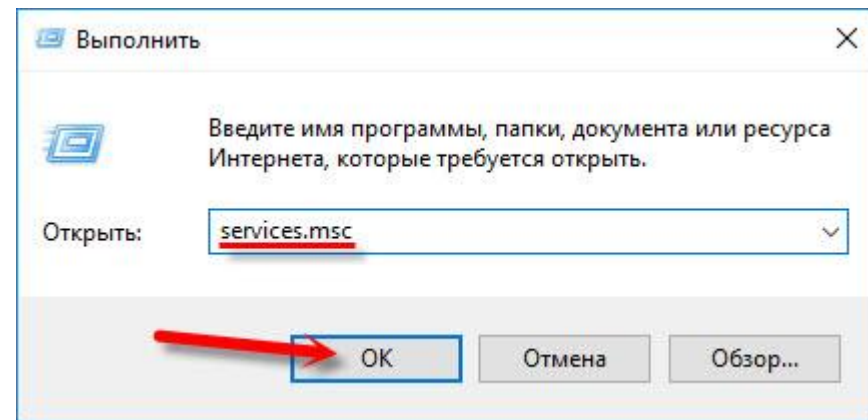 Выполнить
Введите имя программы, папки, документа или ресурса
Интернета, которые требуется открыть.
Открыть:
services.msc
OK
Отмена
Обзор...